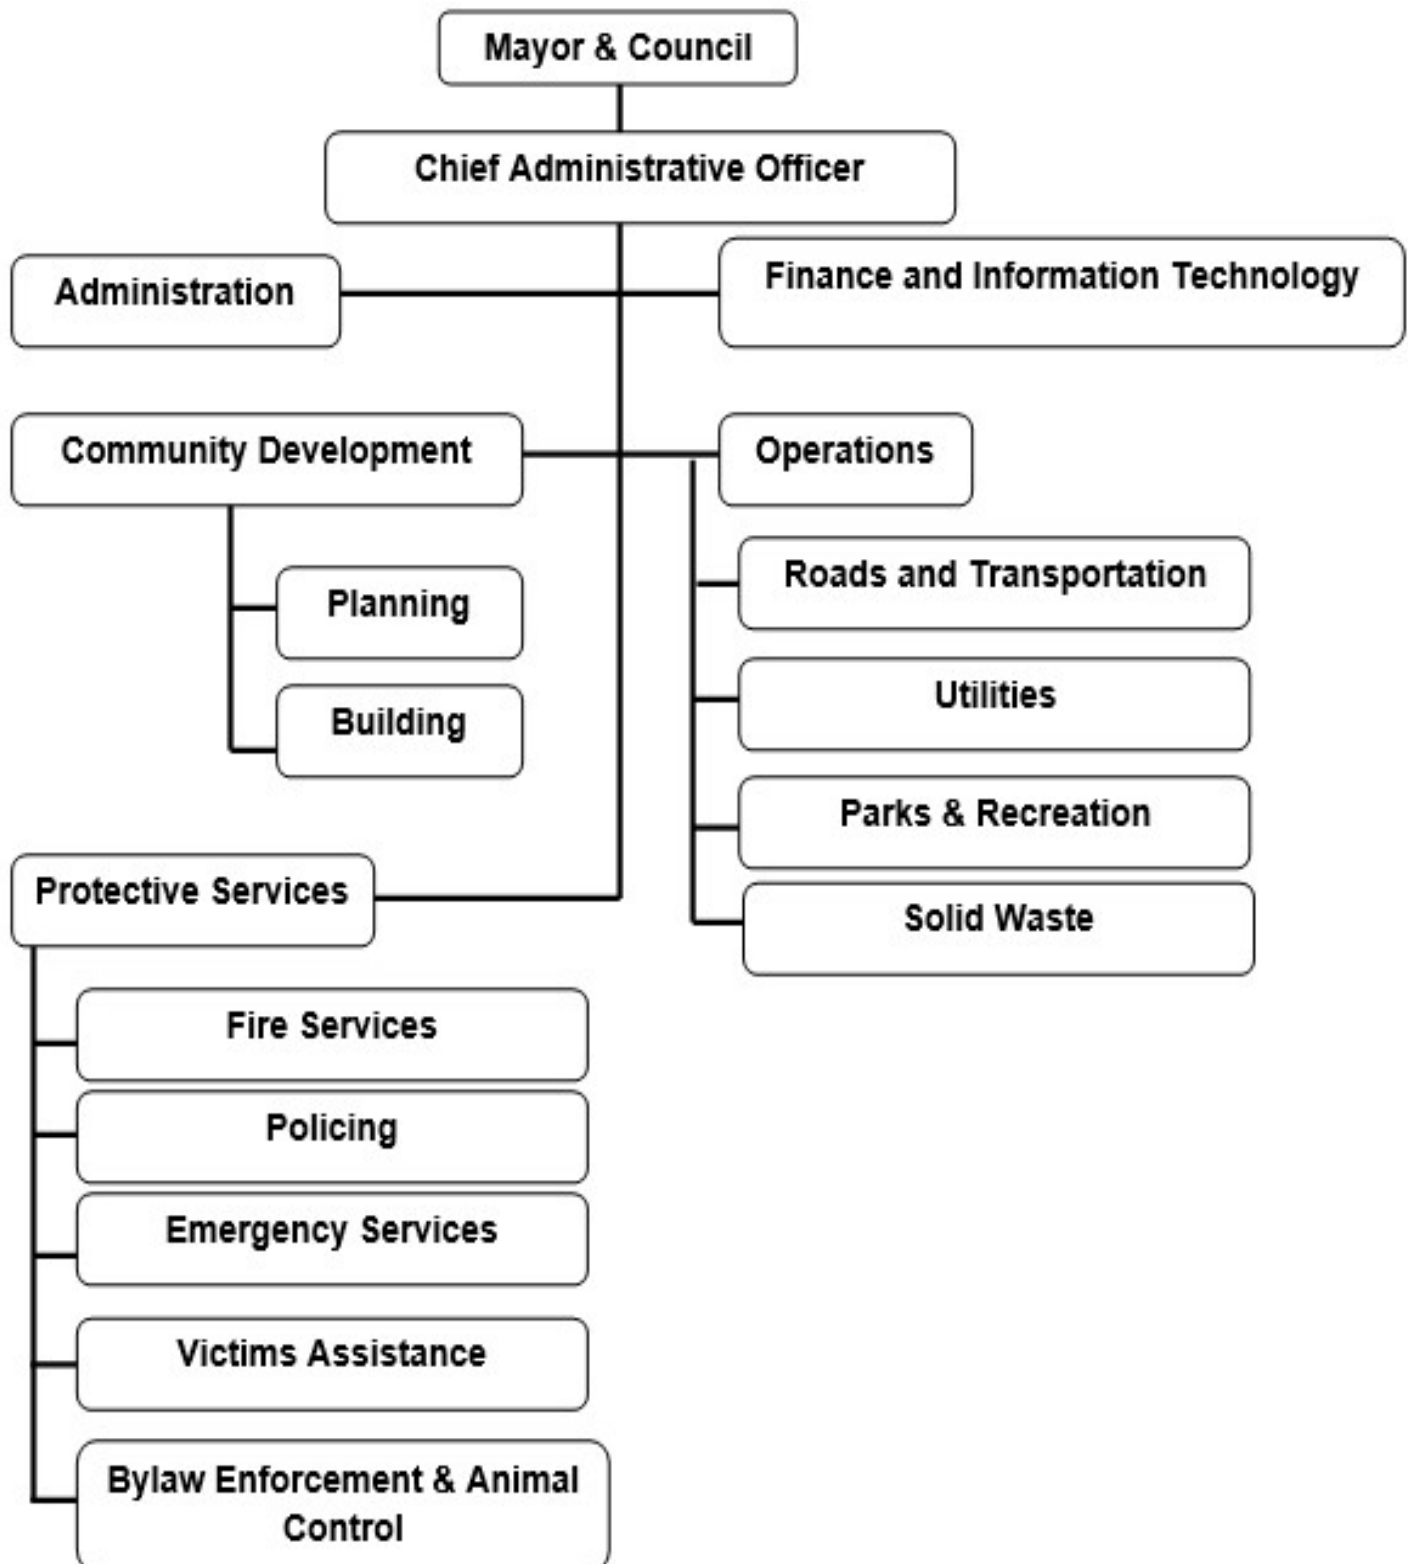 Mayor & Council
Chief Administrative Officer
Administration
Finance and Information Technology
Community Development
Operations
Planning
Building
Roads and Transportation
Utilities
Parks & Recreation
Solid Waste
Protective Services
Fire Services
Policing
Emergency Services
Victims Assistance
Bylaw Enforcement & Animal
Control